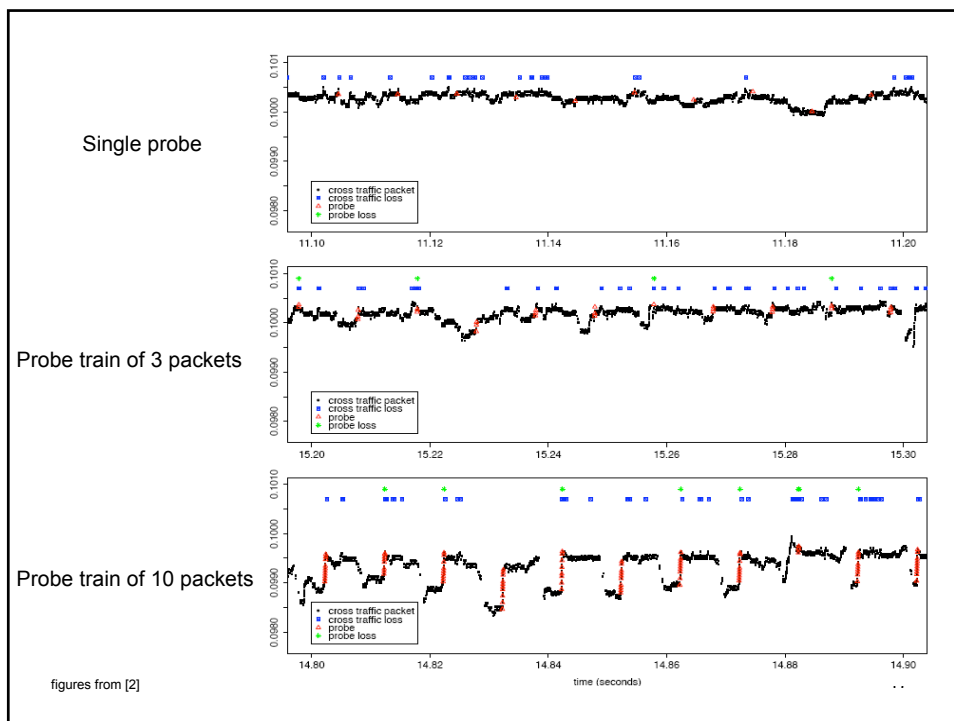 Single probe
0.101
0.1000
0.0990
0.0980
cross traffic packet
cross traffic loss
probe
probe loss
11.10
11.12
11.14
11.16
11.18
11.20
Probe train of 3 packets
0.1010
0.1000
0.0990
0.0980
cross traffic packet
cross traffic loss
probe
probe loss
15.20
15.22
15.24
15.26
15.28
15.30
Probe train of 10 packets
0.1010
0.1000
0.0990
0.0980
cross traffic packet
cross traffic loss
probe
probe loss
14.80
14.82
14.84
14.86
14.88
14.90
time (seconds)
figures from [2]